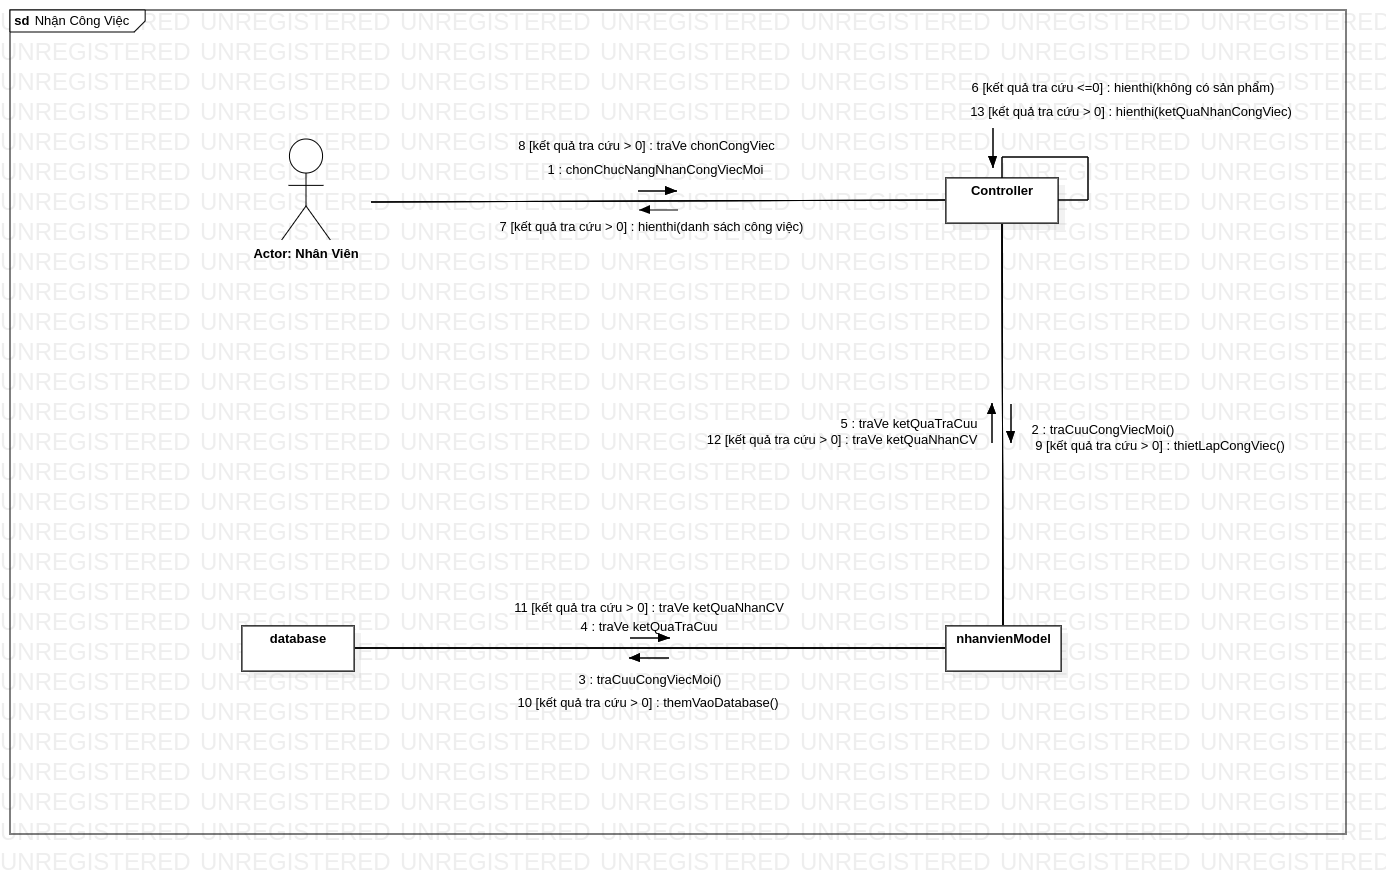 sd Nhận Công Việc
6 [kết quả tra cứu <=0] : hienthi(không có sản phẩm)
13 [kết quả tra cứu > 0] : hienthi(ketQuaNhanCongViec)
8 [kết quả tra cứu > 0] : traVe chonCongViec
1 : chonChucNangNhanCongViecMoi
Controller
7 [kết quả tra cứu > 0] : hienthi(danh sách công việc)
Actor: Nhân Viên
5 : traVe ketQuaTraCuu
12 [kết quả tra cứu > 0] : traVe ketQuaNhanCV
2 : traCuuCongViecMoi()
9 [kết quả tra cứu > 0] : thietLapCongViec()
11 [kết quả tra cứu > 0] : traVe ketQuaNhanCV
4 : traVe ketQuaTraCuu
database
nhanvienModel
3 : traCuuCongViecMoi()
10 [kết quả tra cứu > 0] : themVaoDatabase()
UNREGISTERED